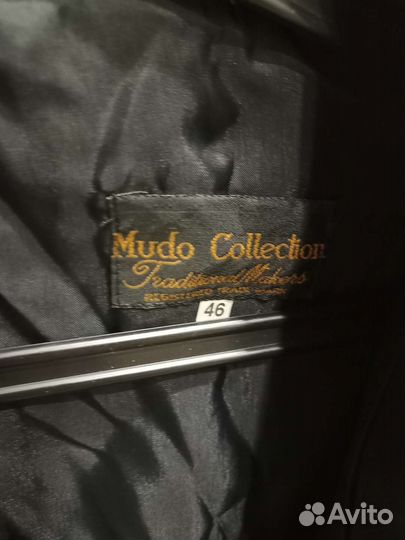 Mudo Collection
Traditional Makers
REGISTERED TRADE MARK
46
Avito